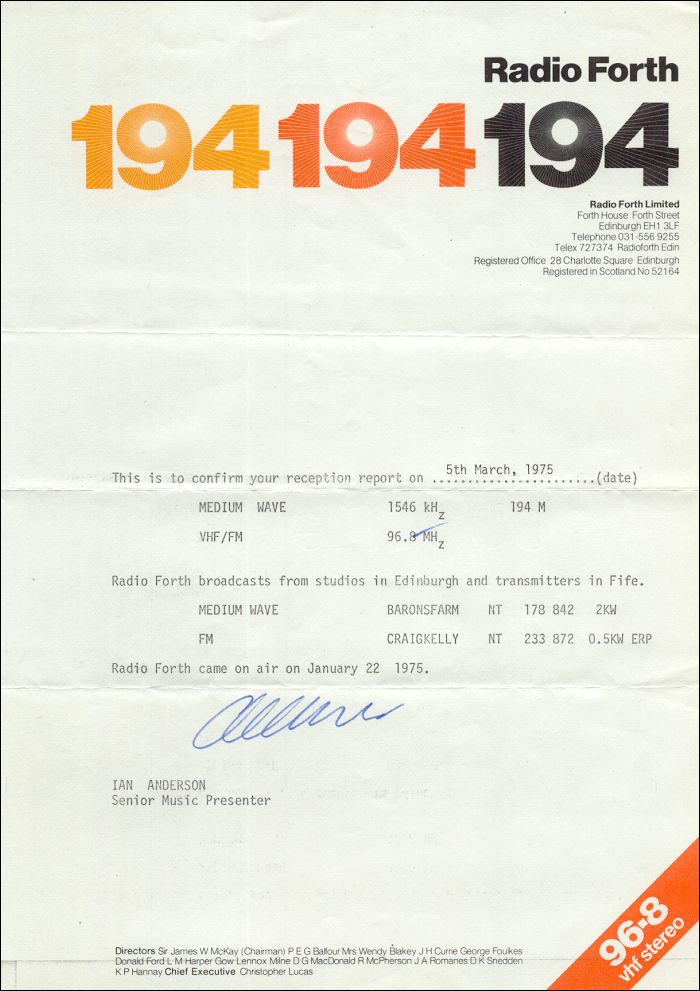 Radio Forth
194 194 194
Radio Forth Limited
Forth House Forth Street
Edinburgh EH1 3LF
Telephone 031-556 9255
Telex 727374 Radioforth Edin
Registered Office 28 Charlotte Square Edinburgh
Registered in Scotland No 52164
This is to confirm your reception report on 5th March, 1975 (date)
MEDIUM WAVE 1546 kHz 194 M
VHF/FM 96.8 MHz
Radio Forth broadcasts from studios in Edinburgh and transmitters in Fife.
MEDIUM WAVE BARONSFARM NT 178 842 2KW
FM CRAIGKELLY NT 233 872 0.5KW ERP
Radio Forth came on air on January 22 1975.
IAN ANDERSON
Senior Music Presenter
96·8
vhf stereo
Directors Sir James W McKay (Chairman) P E G Balfour Mrs Wendy Blakey J H Currie George Foulkes
Donald Ford L M Harper Gow Lennox Milne D G MacDonald R McPherson J A Romanes D K Snedden
K P Hannay Chief Executive Christopher Lucas